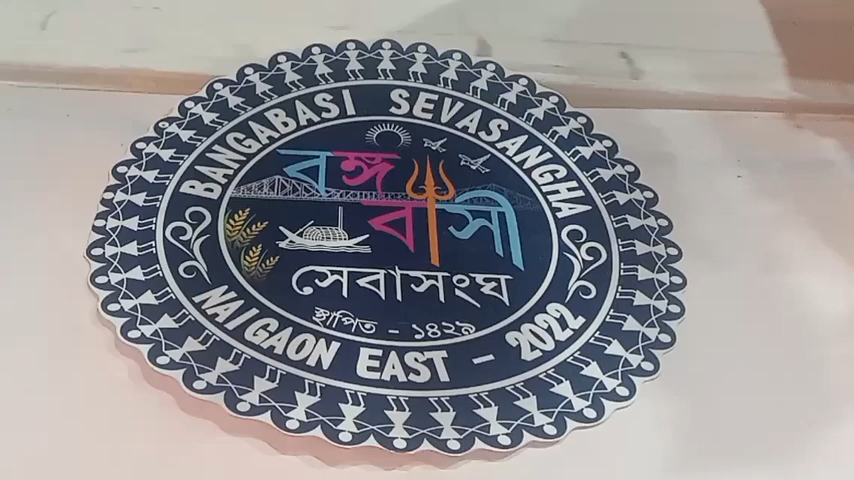 BANGABASI SEVASANGHA
বঙ্গ
বাসী
সেবাসংঘ
স্থাপিত - ১৪২৯
NAIGAON EAST - 2022